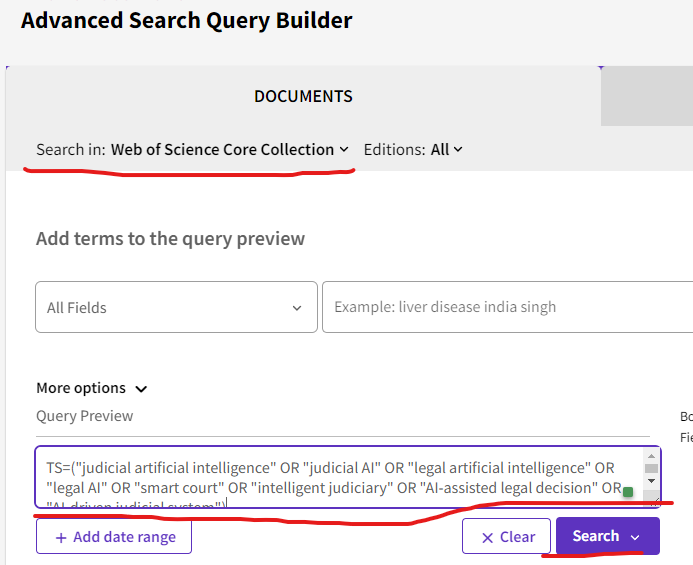 Advanced Search Query Builder
DOCUMENTS
Search in: Web of Science Core Collection Editions: All
Add terms to the query preview
All Fields Example: liver disease india singh
More options
Query Preview
Bo
Fie
TS=("judicial artificial intelligence" OR "judicial AI" OR "legal artificial intelligence" OR
"legal AI" OR "smart court" OR "intelligent judiciary" OR "AI-assisted legal decision" OR
"AI-driven judicial system")
+ Add date range × Clear Search